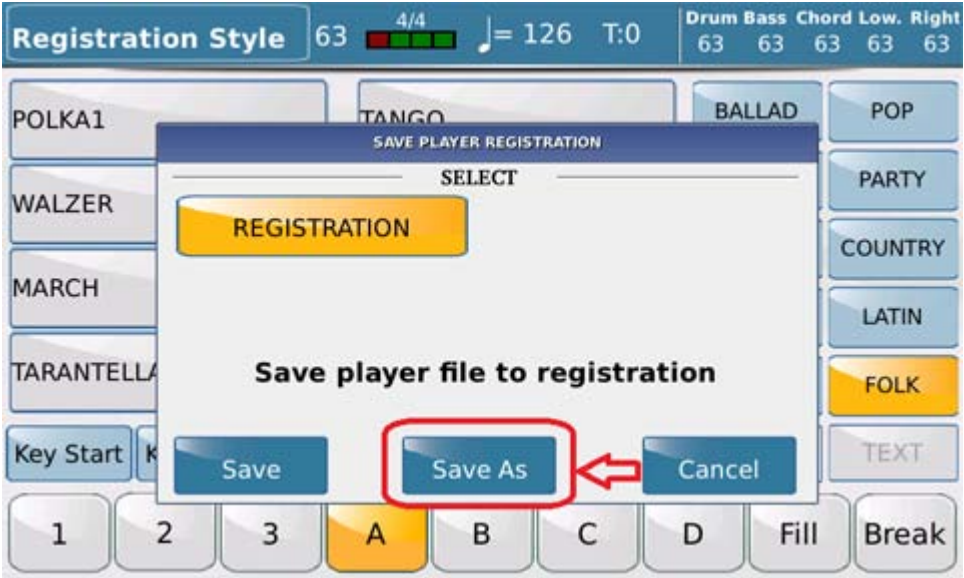 Registration Style 63 4/4 = 126 T:0 Drum Bass Chord Low. Right
63 63 63 63 63
POLKA1
TANGO
BALLAD
POP
SAVE PLAYER REGISTRATION
SELECT
WALZER
REGISTRATION
PARTY
COUNTRY
MARCH
LATIN
TARANTELLA
Save player file to registration
FOLK
Key Start
K
Save
Save As
Cancel
TEXT
1 2 3 A B C D Fill Break